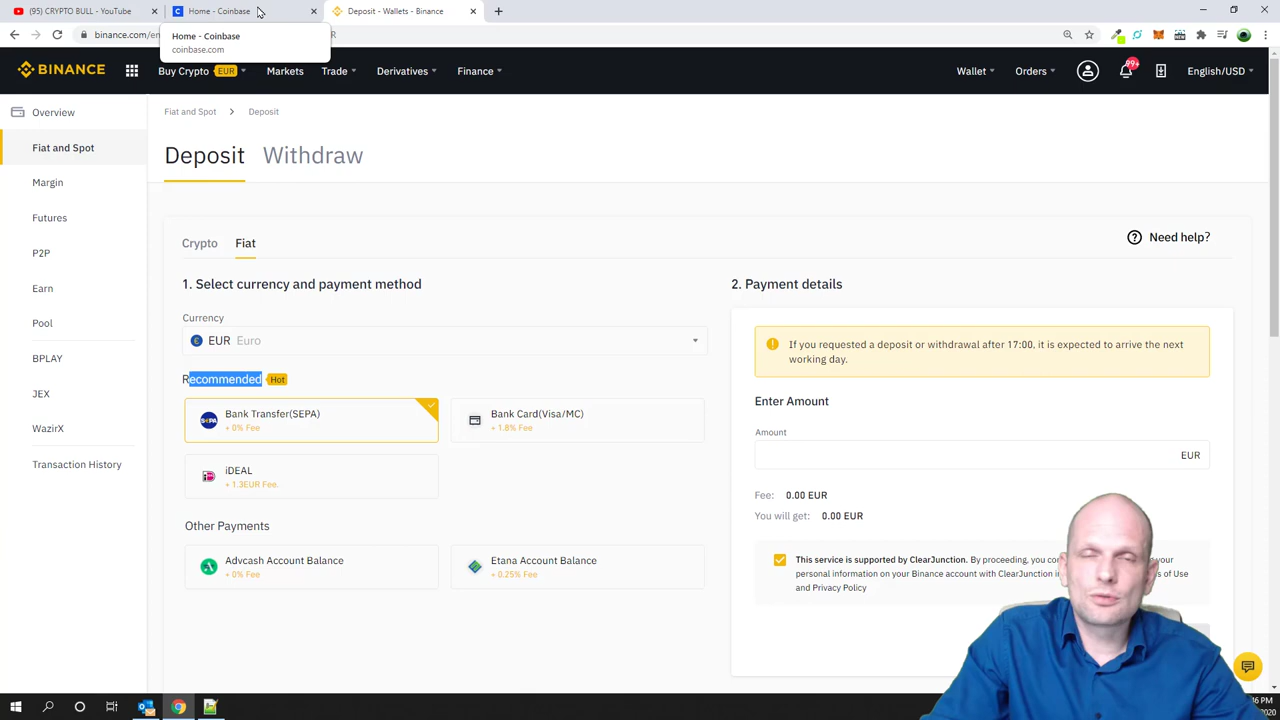 (95) CRYPTO BULL - YouTube
Home - Coinbase
Deposit - Wallets - Binance
binance.com/en
Home - Coinbase
coinbase.com
BINANCE
Buy Crypto EUR
Markets
Trade
Derivatives
Finance
Wallet
Orders
99+
English/USD
Overview
Fiat and Spot
Margin
Futures
P2P
Earn
Pool
BPLAY
JEX
WazirX
Transaction History
Fiat and Spot > Deposit
Deposit Withdraw
Crypto Fiat
Need help?
1. Select currency and payment method
Currency
EUR Euro
Recommended Hot
Bank Transfer(SEPA)
+ 0% Fee
Bank Card(Visa/MC)
+ 1.8% Fee
iDEAL
+ 1.3EUR Fee.
Other Payments
Advcash Account Balance
+ 0% Fee
Etana Account Balance
+ 0.25% Fee
2. Payment details
If you requested a deposit or withdrawal after 17:00, it is expected to arrive the next
working day.
Enter Amount
Amount
EUR
Fee: 0.00 EUR
You will get: 0.00 EUR
This service is supported by ClearJunction. By proceeding, you
personal information on your Binance account with ClearJunction
and Privacy Policy